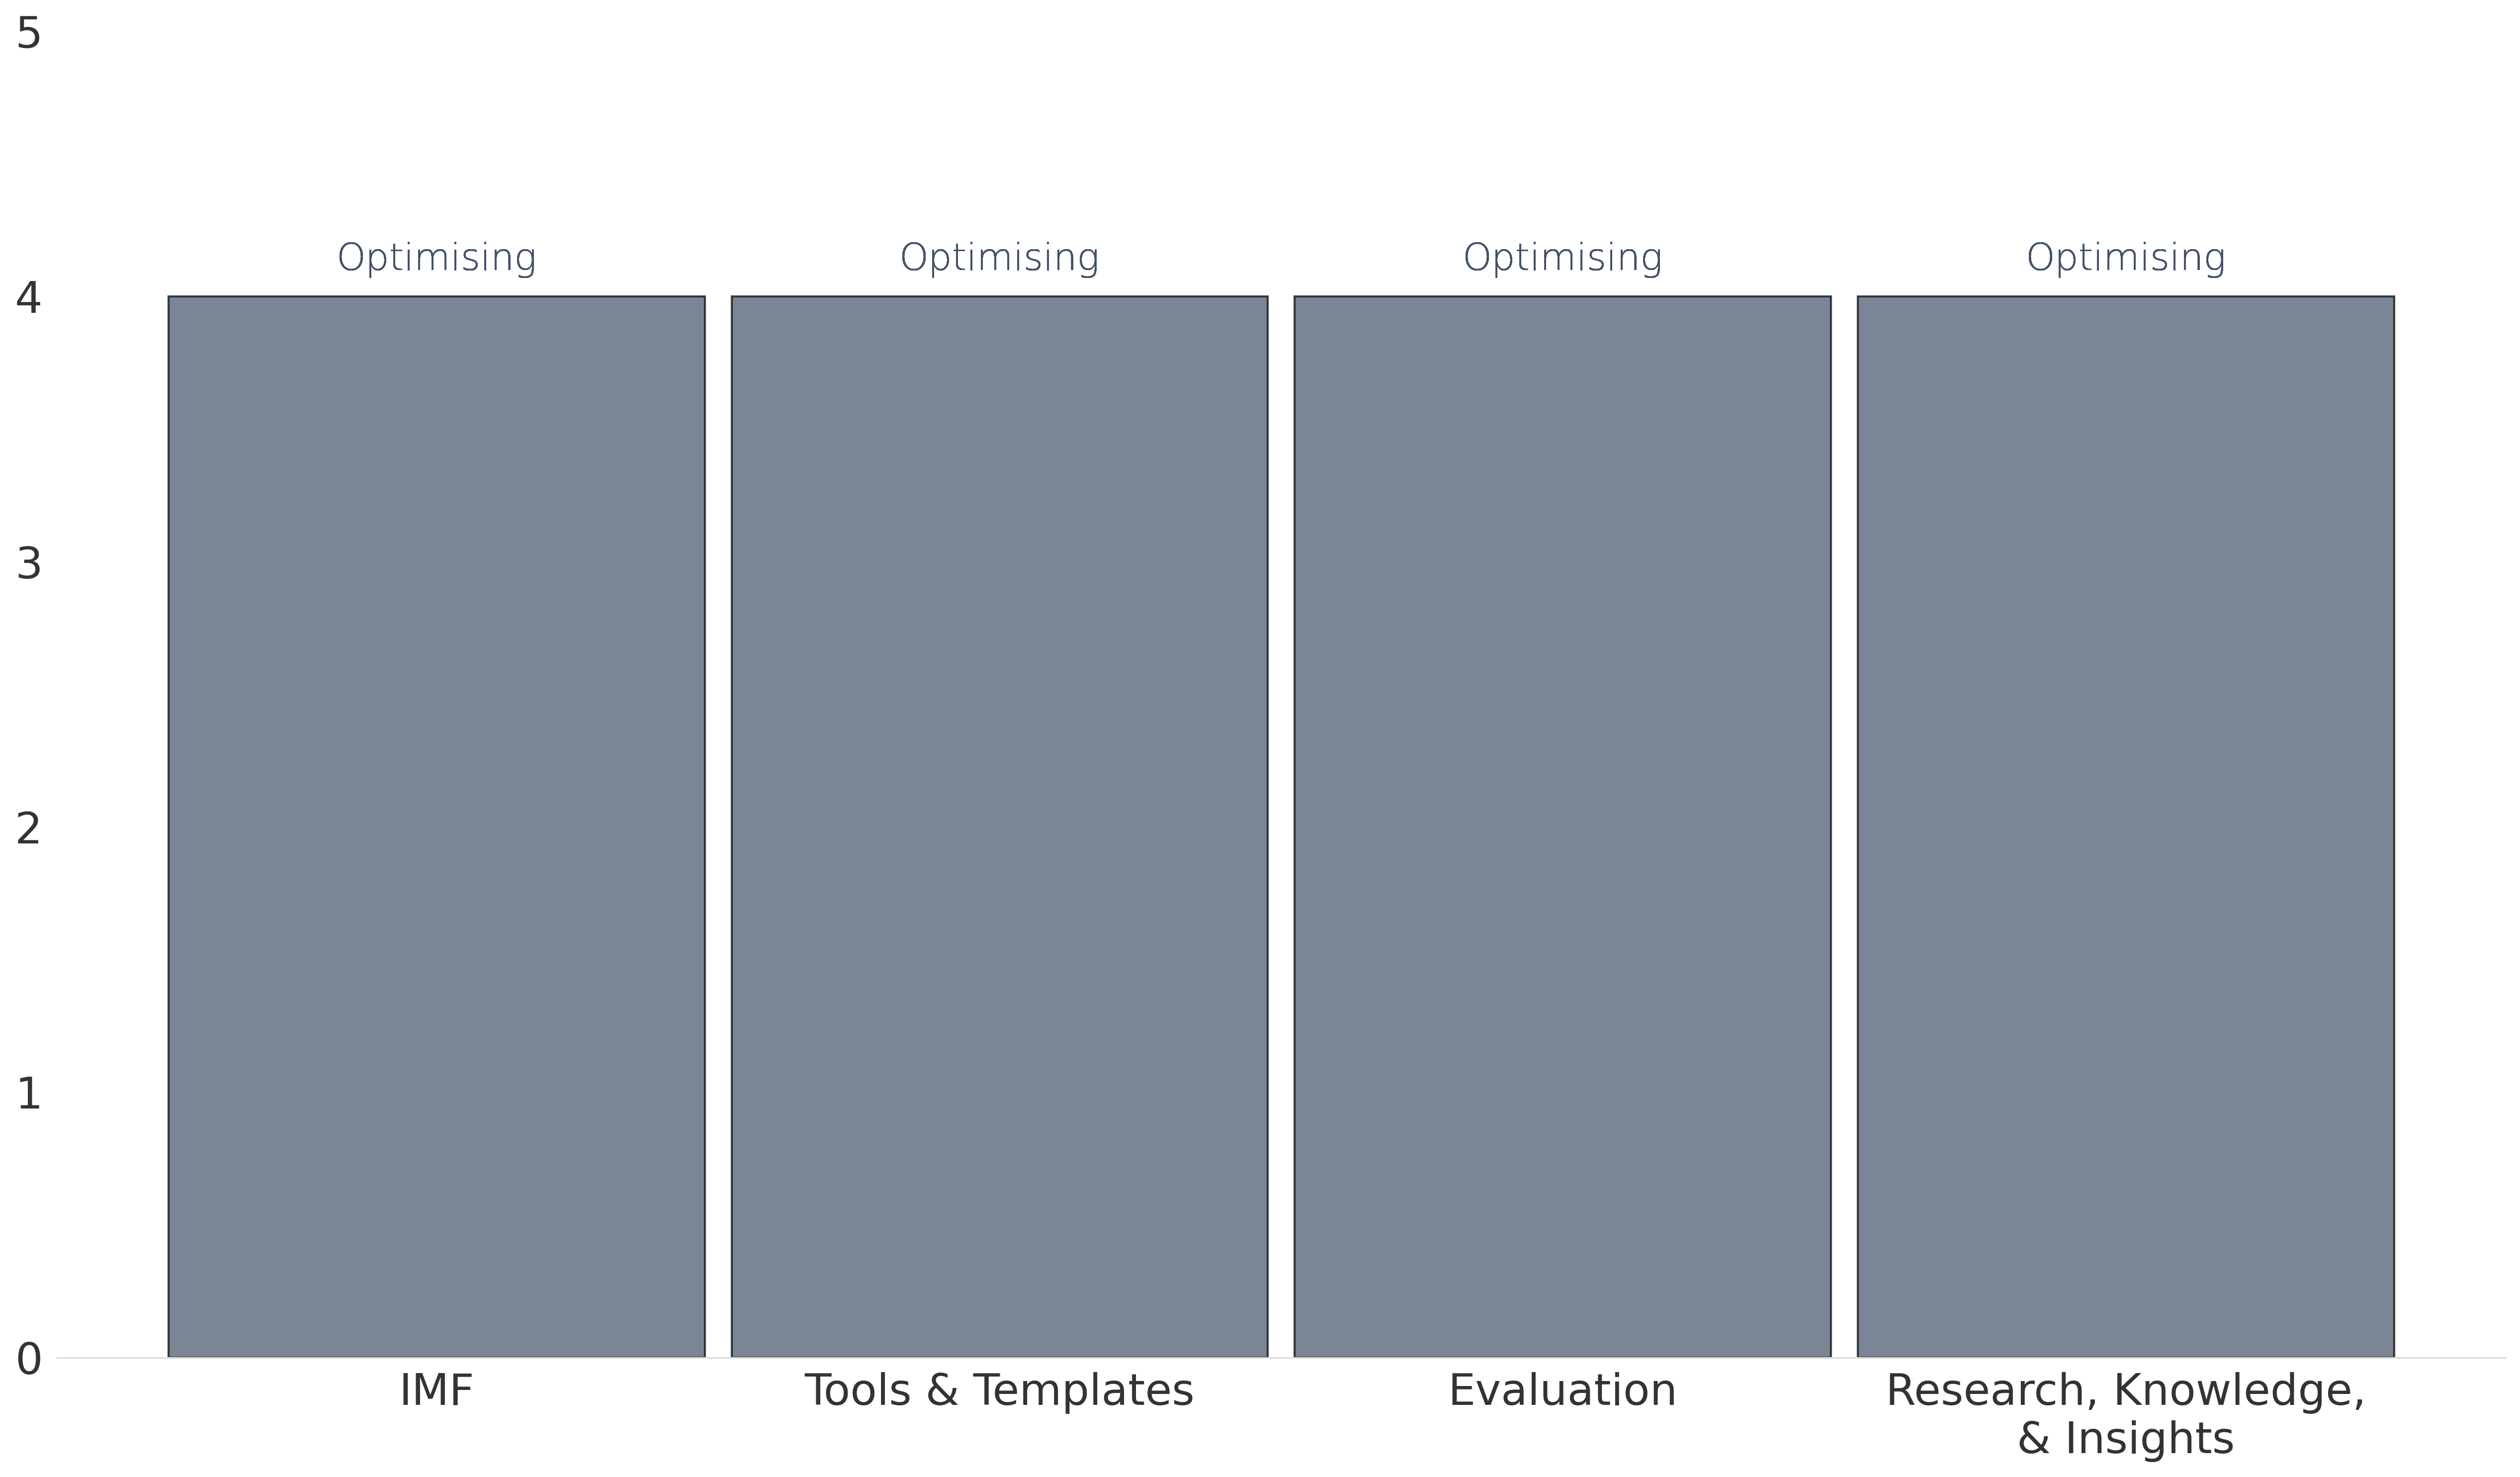 5
Optimising Optimising Optimising Optimising
4
3
2
1
0
IMF Tools & Templates Evaluation Research, Knowledge,
& Insights